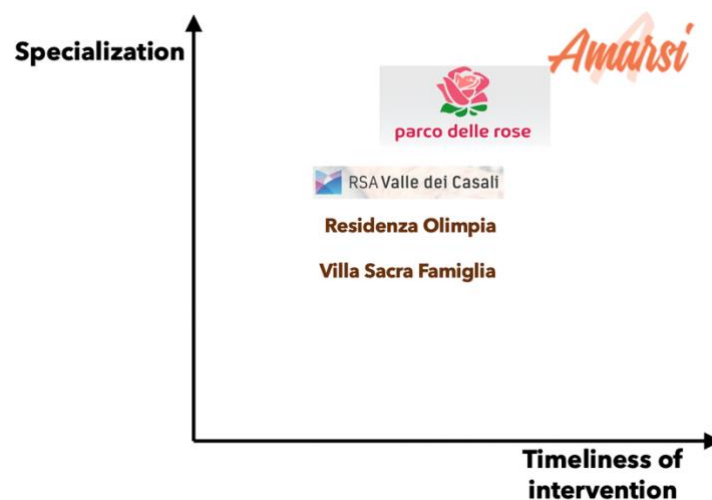 Specialization
Amarsi
parco delle rose
RSA Valle dei Casali
Residenza Olimpia
Villa Sacra Famiglia
Timeliness of
intervention